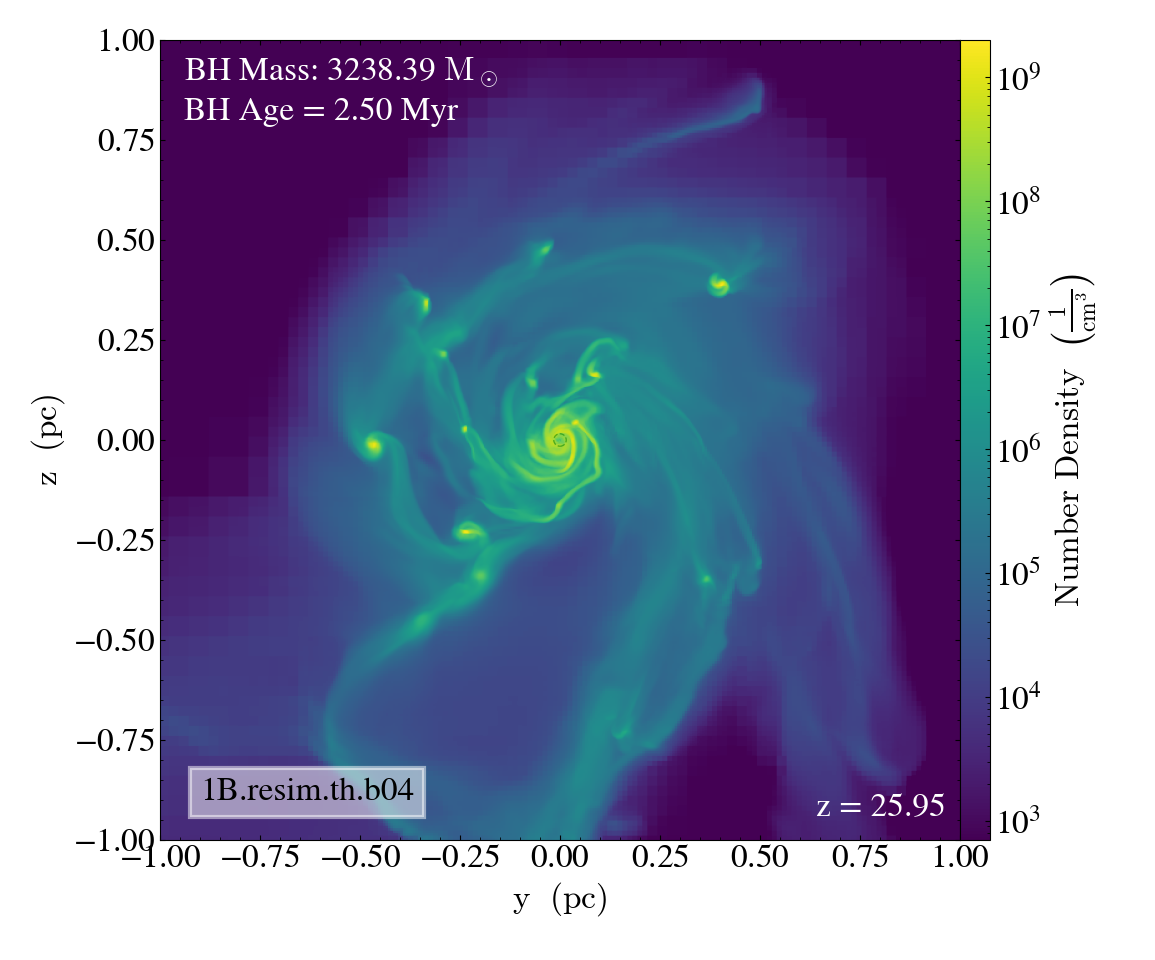 BH Mass: 3238.39 M⊙
BH Age = 2.50 Myr
1B.resim.th.b04
z = 25.95
1.00
0.75
0.50
0.25
0.00
−0.25
−0.50
−0.75
−1.00
z (pc)
−1.00 −0.75 −0.50 −0.25 0.00 0.25 0.50 0.75 1.00
y (pc)
10⁹
10⁸
10⁷
10⁶
10⁵
10⁴
10³
Number Density (1/cm³)